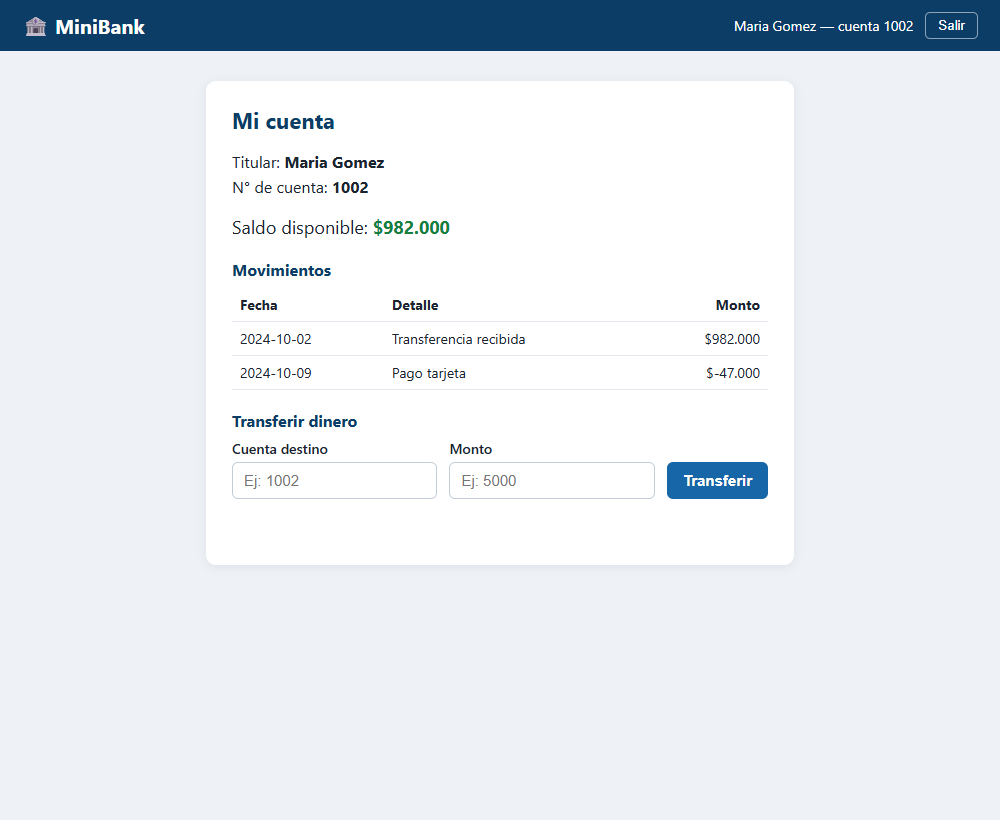 MiniBank
Maria Gomez — cuenta 1002 Salir
Mi cuenta
Titular: Maria Gomez
N° de cuenta: 1002
Saldo disponible: $982.000
Movimientos
Fecha Detalle Monto
2024-10-02 Transferencia recibida $982.000
2024-10-09 Pago tarjeta $-47.000
Transferir dinero
Cuenta destino Monto
Ej: 1002 Ej: 5000 Transferir